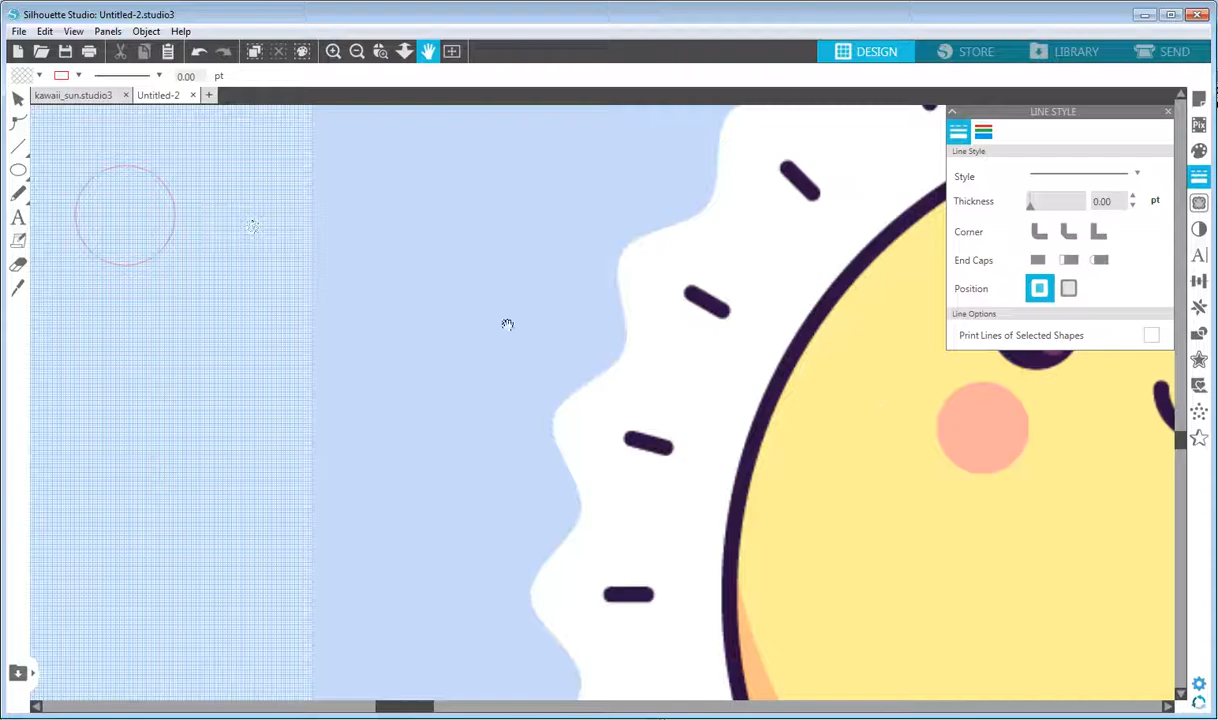 Silhouette Studio: Untitled-2.studio3
File Edit View Panels Object Help
DESIGN STORE LIBRARY SEND
0.00 pt
kawaii_sun.studio3 × Untitled-2 × +
LINE STYLE
Pix
Line Style
Style
Thickness 0.00 pt
Corner
A
End Caps
Position
Line Options
Print Lines of Selected Shapes